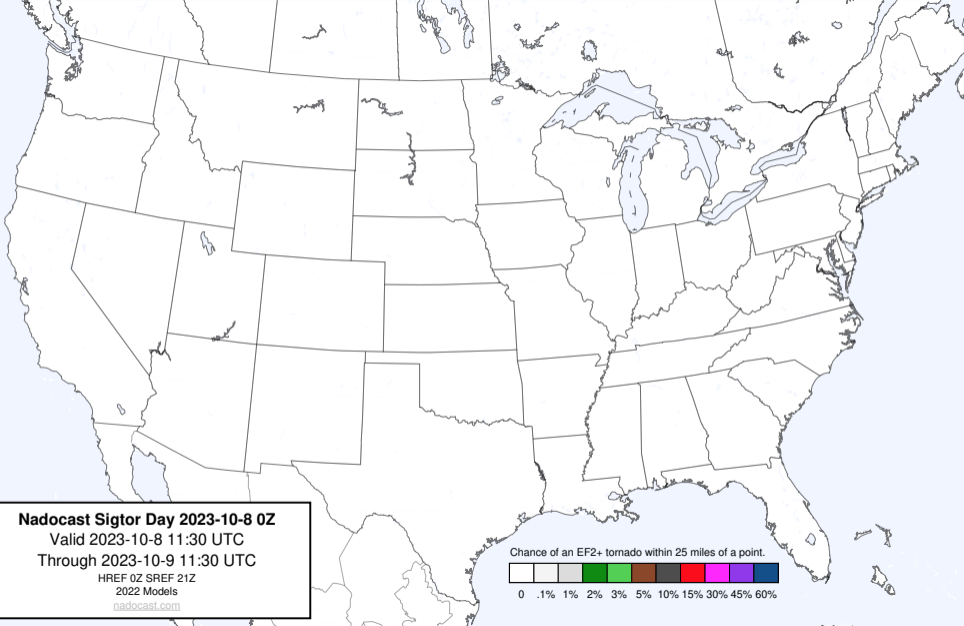 Nadocast Sigtor Day 2023-10-8 0Z
Valid 2023-10-8 11:30 UTC
Through 2023-10-9 11:30 UTC
HREF 0Z SREF 21Z
2022 Models
nadocast.com
Chance of an EF2+ tornado within 25 miles of a point.
0 .1% 1% 2% 3% 5% 10% 15% 30% 45% 60%